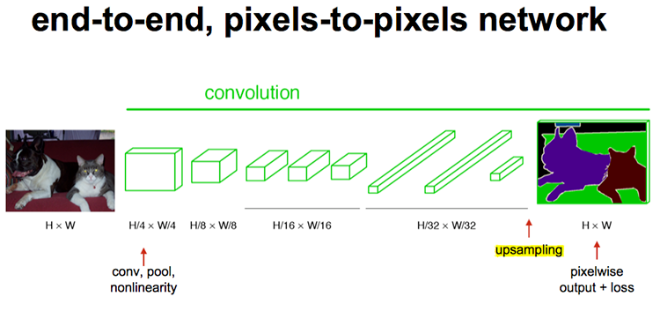 end-to-end, pixels-to-pixels network
convolution
H × W
H/4 × W/4
H/8 × W/8
H/16 × W/16
H/32 × W/32
H × W
conv, pool,
nonlinearity
upsampling
pixelwise
output + loss